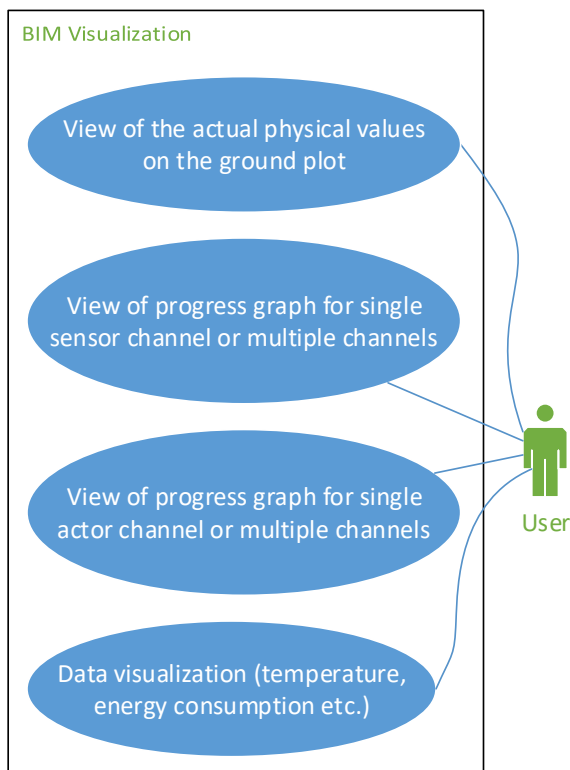 BIM Visualization
View of the actual physical values
on the ground plot
View of progress graph for single
sensor channel or multiple channels
View of progress graph for single
actor channel or multiple channels
User
Data visualization (temperature,
energy consumption etc.)